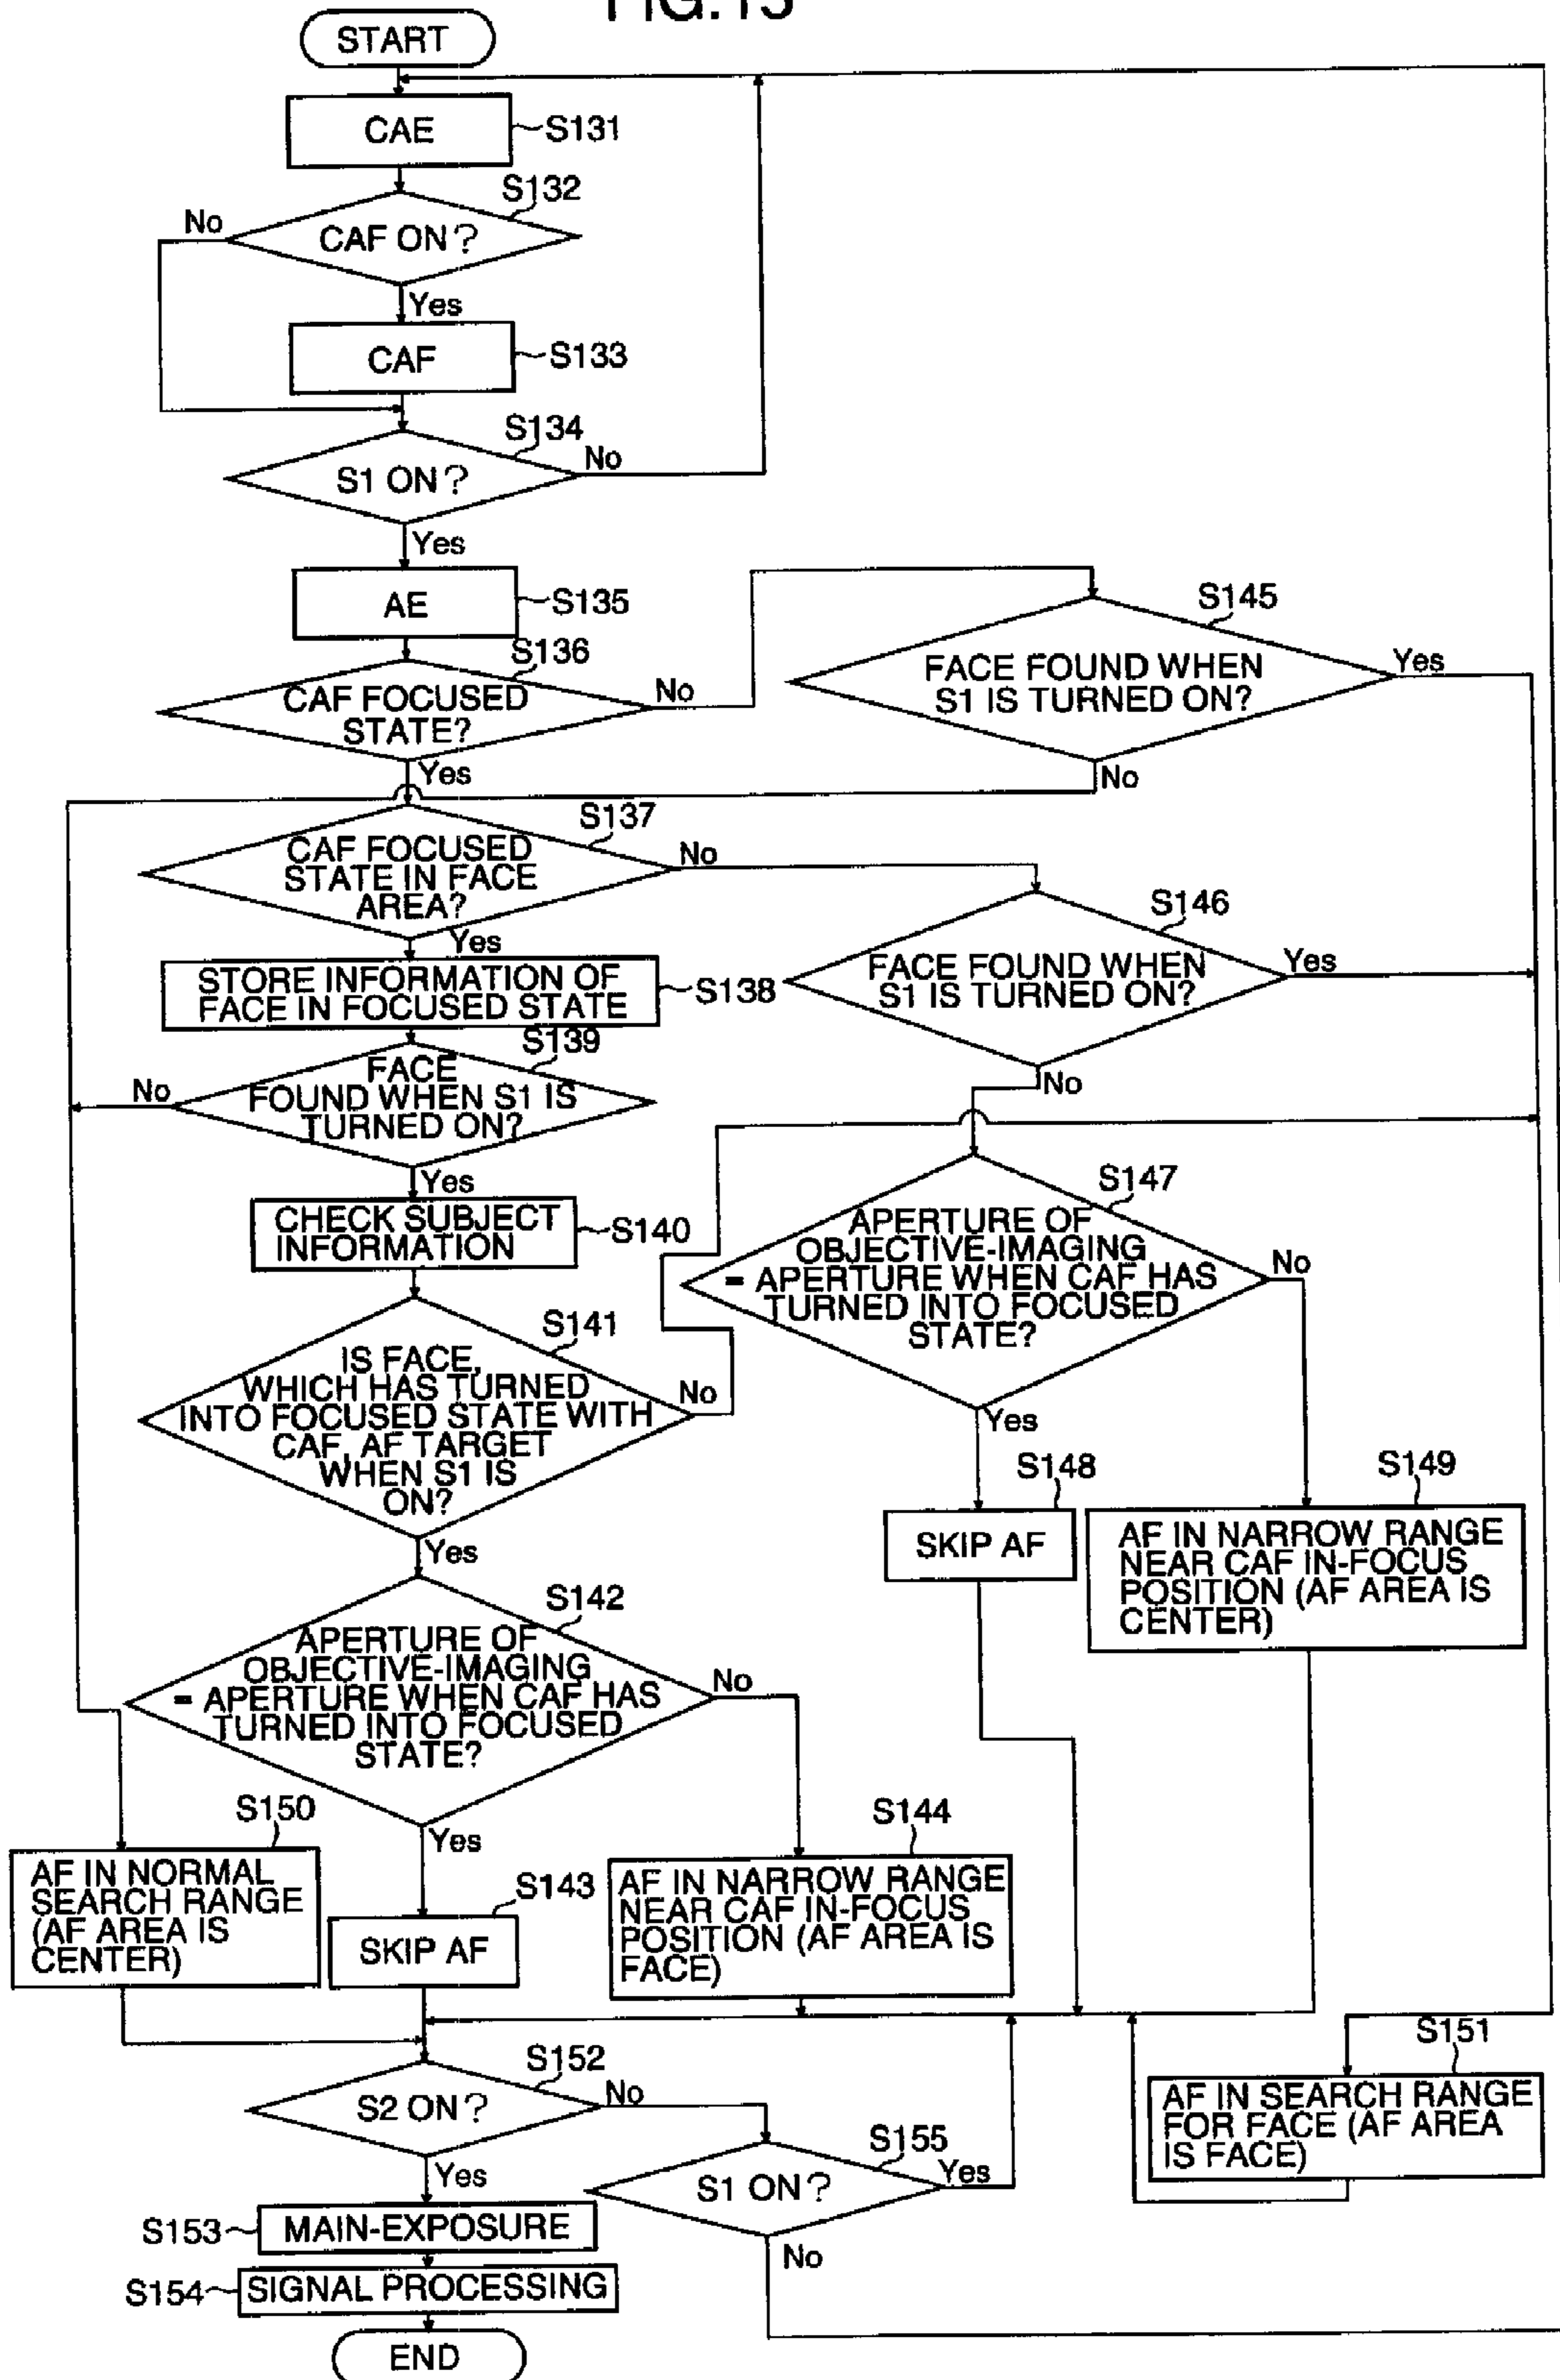 FIG.15
START
CAE
S131
S132
CAF ON?
No
Yes
CAF
S133
S134
S1 ON?
No
Yes
AE
S135
S136
CAF FOCUSED
STATE?
No
Yes
S145
FACE FOUND WHEN
S1 IS TURNED ON?
Yes
No
S137
CAF FOCUSED
STATE IN FACE
AREA?
No
Yes
S146
FACE FOUND WHEN
S1 IS TURNED ON?
Yes
No
STORE INFORMATION OF
FACE IN FOCUSED STATE
S138
S139
FACE
FOUND WHEN S1 IS
TURNED ON?
No
Yes
CHECK SUBJECT
INFORMATION
S140
S147
APERTURE OF
OBJECTIVE-IMAGING
= APERTURE WHEN CAF HAS
TURNED INTO FOCUSED
STATE?
No
Yes
S141
IS FACE,
WHICH HAS TURNED
INTO FOCUSED STATE WITH
CAF, AF TARGET
WHEN S1 IS
ON?
No
Yes
S148
SKIP AF
S149
AF IN NARROW RANGE
NEAR CAF IN-FOCUS
POSITION (AF AREA IS
CENTER)
S142
APERTURE OF
OBJECTIVE-IMAGING
= APERTURE WHEN CAF HAS
TURNED INTO FOCUSED
STATE?
No
Yes
S150
AF IN NORMAL
SEARCH RANGE
(AF AREA IS
CENTER)
S143
SKIP AF
S144
AF IN NARROW RANGE
NEAR CAF IN-FOCUS
POSITION (AF AREA IS
FACE)
S151
AF IN SEARCH RANGE
FOR FACE (AF AREA
IS FACE)
S152
S2 ON?
No
Yes
S155
S1 ON?
Yes
No
S153
MAIN-EXPOSURE
S154
SIGNAL PROCESSING
END